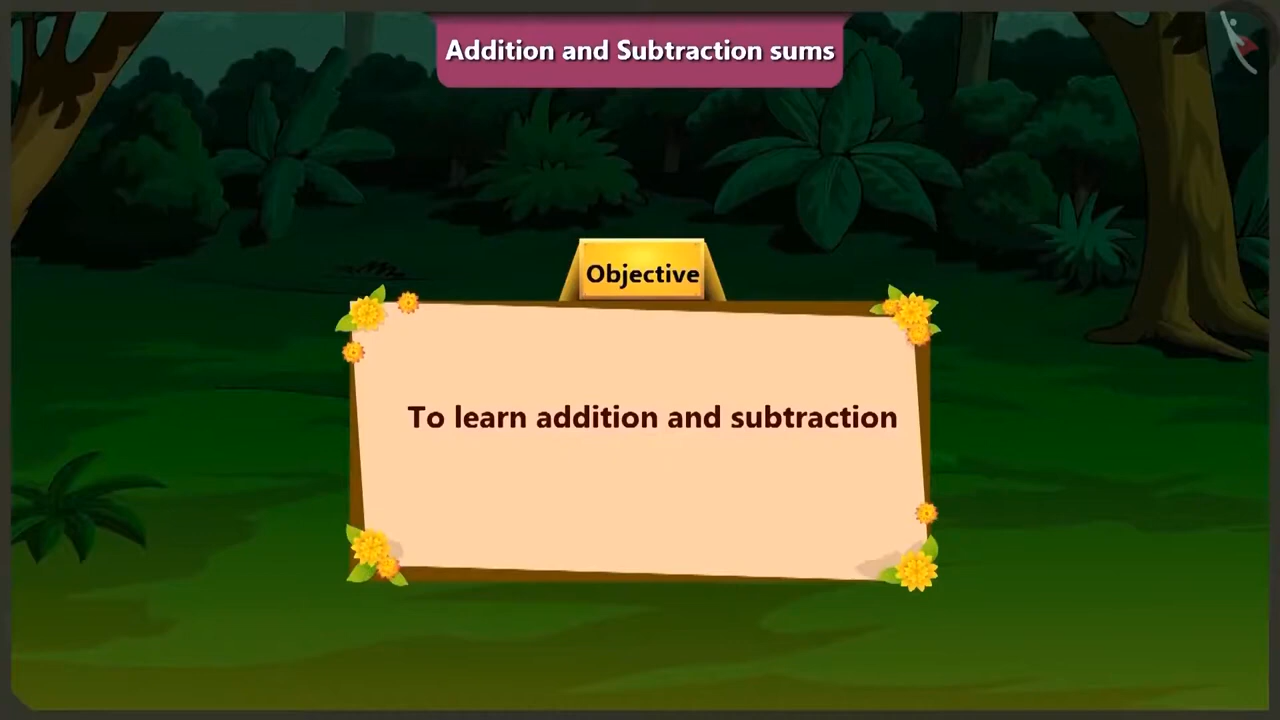 Addition and Subtraction sums
Objective
To learn addition and subtraction